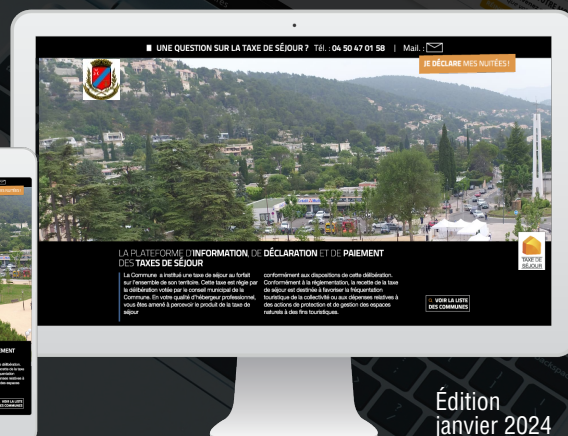 UNE QUESTION SUR LA TAXE DE SÉJOUR ? Tél. : 04 50 47 01 58 | Mail. :
JE DÉCLARE MES NUITÉES !
LA PLATEFORME D'INFORMATION, DE DÉCLARATION ET DE PAIEMENT
DES TAXES DE SÉJOUR
La Commune a institué une taxe de séjour au forfait
sur l'ensemble de son territoire. Cette taxe est régie par
la délibération votée par le conseil municipal de la
Commune. En votre qualité d'hébergeur professionnel,
vous êtes amené à percevoir le produit de la taxe de
séjour
conformément aux dispositions de cette délibération.
Conformément à la réglementation, la recette de la taxe
de séjour est destinée à favoriser la fréquentation
touristique de la collectivité ou aux dépenses relatives à
des actions de protection et de gestion des espaces
naturels à des fins touristiques.
TAXE DE
SÉJOUR
VOIR LA LISTE
DES COMMUNES
VOIR LA LISTE
DES COMMUNES
Édition
janvier 2024